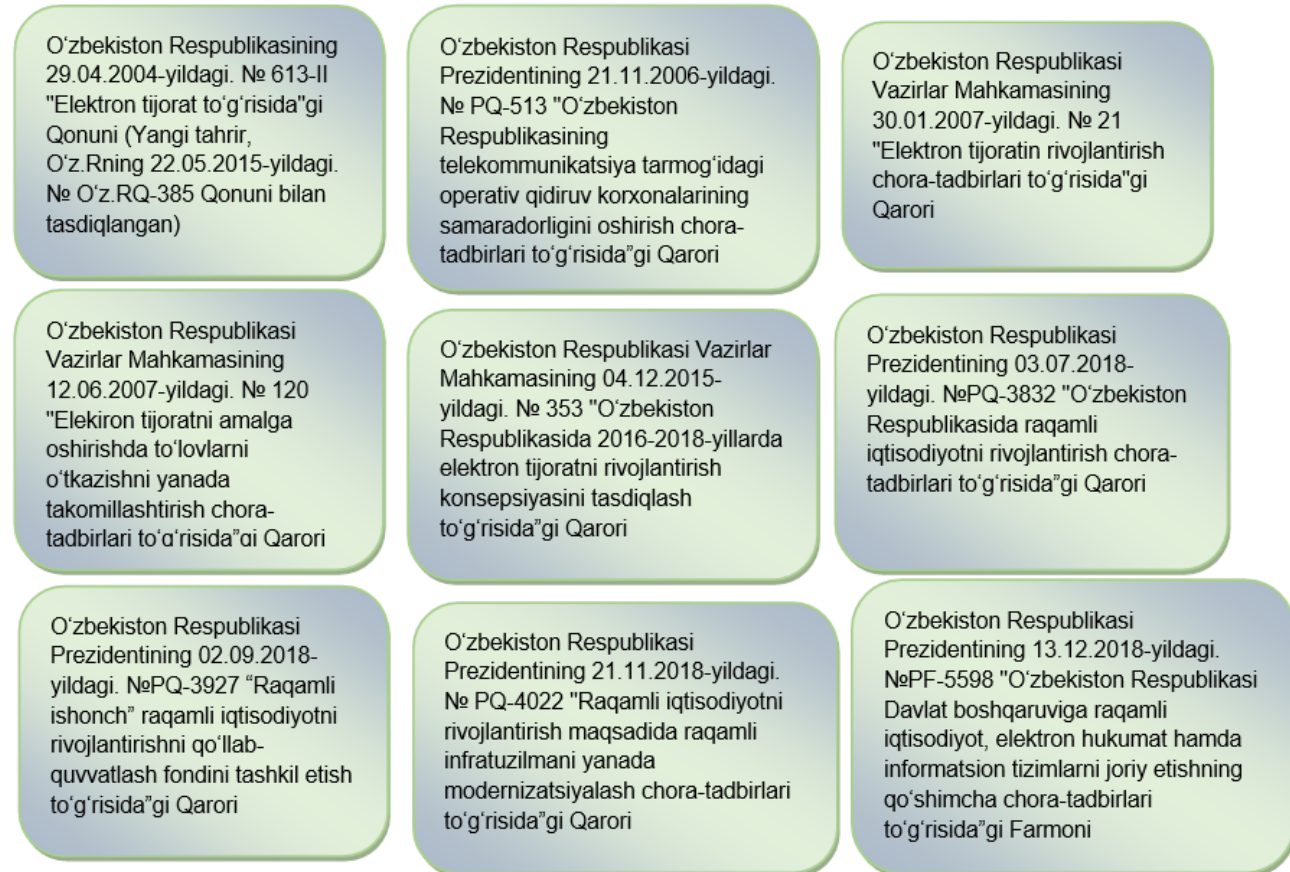 O‘zbekiston Respublikasining
29.04.2004-yildagi. № 613-II
"Elektron tijorat to‘g‘risida"gi
Qonuni (Yangi tahrir,
O‘z.Rning 22.05.2015-yildagi.
№ O‘z.RQ-385 Qonuni bilan
tasdiqlangan)
O‘zbekiston Respublikasi
Prezidentining 21.11.2006-yildagi.
№ PQ-513 "O‘zbekiston
Respublikasining
telekommunikatsiya tarmog‘idagi
operativ qidiruv korxonalarining
samaradorligini oshirish chora-
tadbirlari to‘g‘risida”gi Qarori
O‘zbekiston Respublikasi
Vazirlar Mahkamasining
30.01.2007-yildagi. № 21
"Elektron tijoratin rivojlantirish
chora-tadbirlari to‘g‘risida"gi
Qarori
O‘zbekiston Respublikasi
Vazirlar Mahkamasining
12.06.2007-yildagi. № 120
"Elekiron tijoratni amalga
oshirishda to‘lovlarni
o‘tkazishni yanada
takomillashtirish chora-
tadbirlari to‘g‘risida”gi Qarori
O‘zbekiston Respublikasi Vazirlar
Mahkamasining 04.12.2015-
yildagi. № 353 "O‘zbekiston
Respublikasida 2016-2018-yillarda
elektron tijoratni rivojlantirish
konsepsiyasini tasdiqlash
to‘g‘risida”gi Qarori
O‘zbekiston Respublikasi
Prezidentining 03.07.2018-
yildagi. №PQ-3832 "O‘zbekiston
Respublikasida raqamli
iqtisodiyotni rivojlantirish chora-
tadbirlari to‘g‘risida”gi Qarori
O‘zbekiston Respublikasi
Prezidentining 02.09.2018-
yildagi. №PQ-3927 “Raqamli
ishonch” raqamli iqtisodiyotni
rivojlantirishni qo‘llab-
quvvatlash fondini tashkil etish
to‘g‘risida”gi Qarori
O‘zbekiston Respublikasi
Prezidentining 21.11.2018-yildagi.
№ PQ-4022 "Raqamli iqtisodiyotni
rivojlantirish maqsadida raqamli
infratuzilmani yanada
modernizatsiyalash chora-tadbirlari
to‘g‘risida”gi Qarori
O‘zbekiston Respublikasi
Prezidentining 13.12.2018-yildagi.
№PF-5598 "O‘zbekiston Respublikasi
Davlat boshqaruviga raqamli
iqtisodiyot, elektron hukumat hamda
informatsion tizimlarni joriy etishning
qo‘shimcha chora-tadbirlari
to‘g‘risida”gi Farmoni